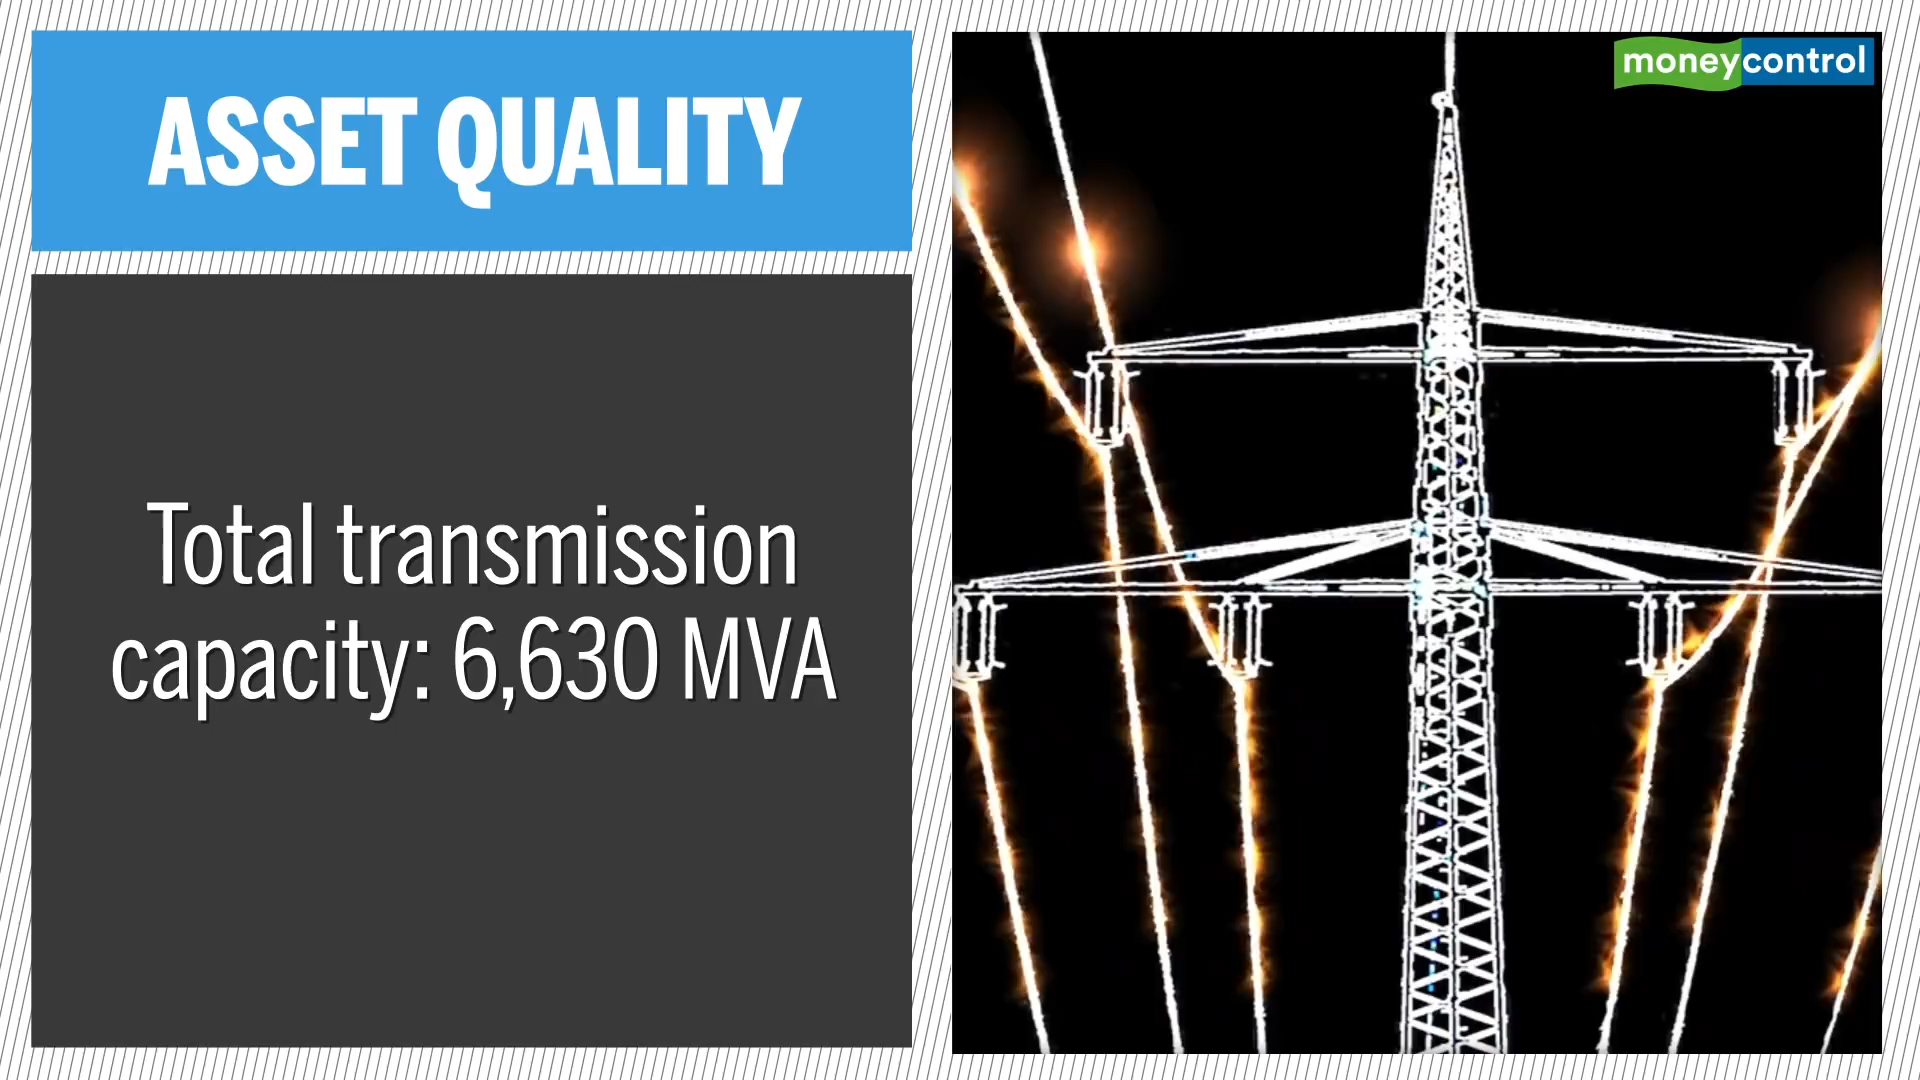 ASSET QUALITY
moneycontrol
Total transmission
capacity: 6,630 MVA